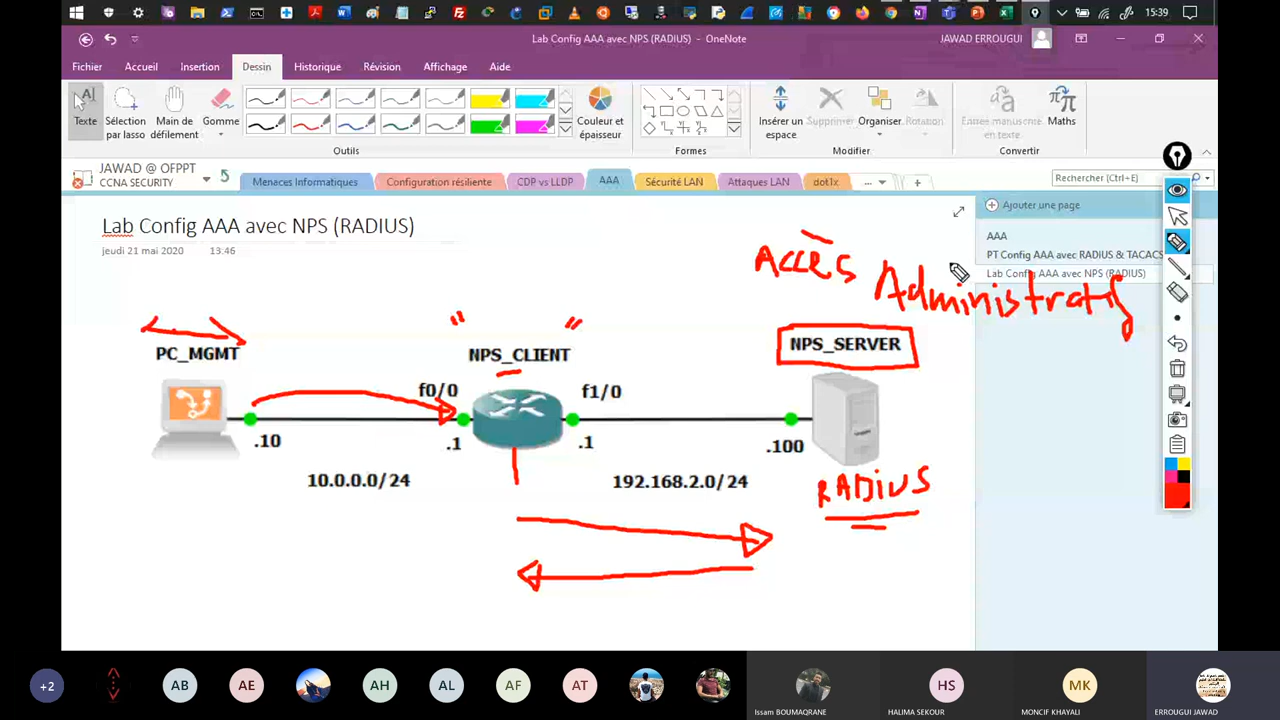 15:39
Lab Config AAA avec NPS (RADIUS) - OneNote
JAWAD ERROUGUI
Fichier Accueil Insertion Dessin Historique Révision Affichage Aide
Texte
Sélection par lasso
Main de défilement
Gomme
Couleur et épaisseur
Insérer un espace
Supprimer
Organiser
Rotation
Entrée manuscrite en texte
Maths
Outils Formes Modifier Convertir
JAWAD @ OFPPT
CCNA SECURITY
Menaces Informatiques Configuration résiliente CDP vs LLDP AAA Sécurité LAN Attaques LAN dot1x ... +
Rechercher (Ctrl+E)
Ajouter une page
AAA
PT Config AAA avec RADIUS & TACACS
Lab Config AAA avec NPS (RADIUS)
Lab Config AAA avec NPS (RADIUS)
jeudi 21 mai 2020 13:46
Accès Administratif
" "
PC_MGMT NPS_CLIENT NPS_SERVER
f0/0 f1/0
.10 .1 .1 .100
10.0.0.0/24 192.168.2.0/24
RADIUS
+2 AB AE AH AL AF AT HS MK
Issam BOUMAQRANE HALIMA SEKOUR MONCIF KHAYALI ERROUGUI JAWAD